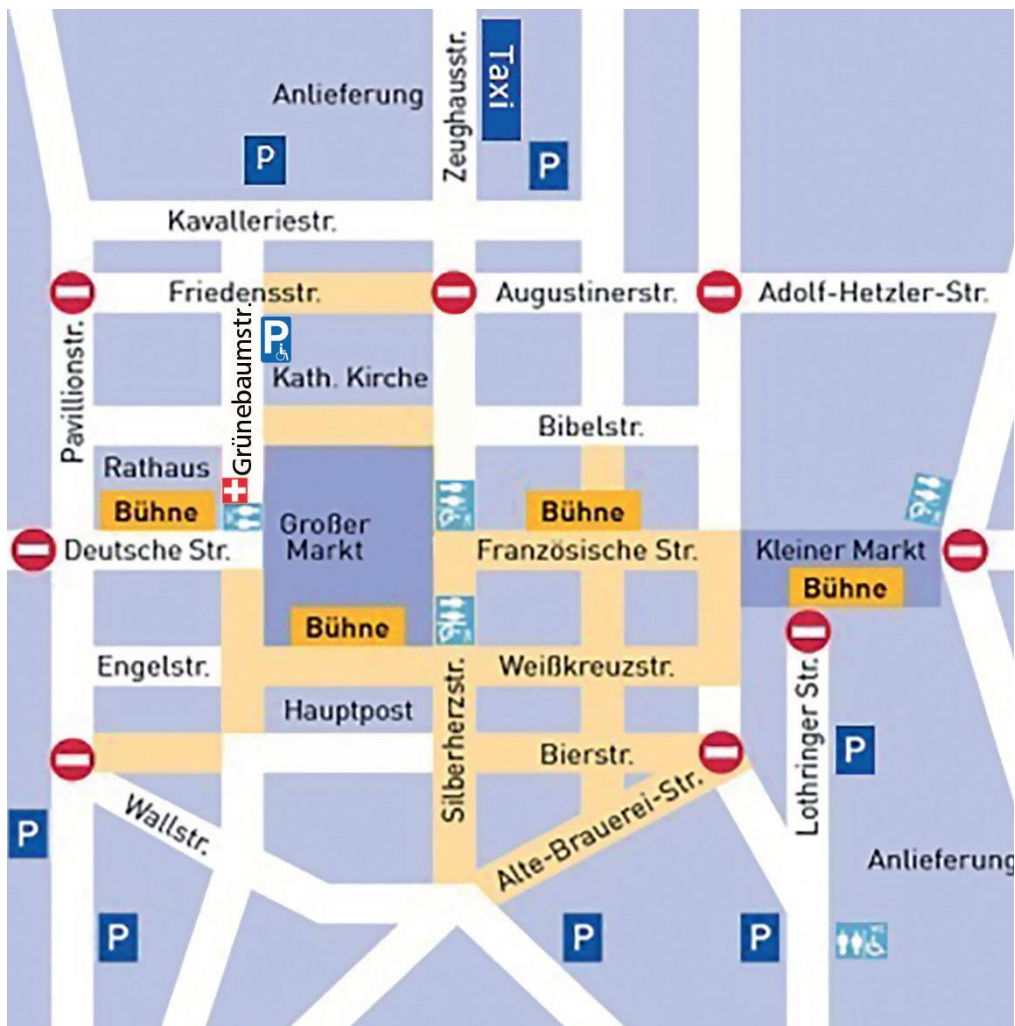 Zeughausstr.
Taxi
Anlieferung
P
P
Kavalleriestr.
Friedensstr.
Augustinerstr.
Adolf-Hetzler-Str.
Pavillionstr.
Grünebaumstr.
P
Kath. Kirche
Bibelstr.
Rathaus
Bühne
Großer
Markt
Bühne
Deutsche Str.
Französische Str.
Kleiner Markt
Bühne
Bühne
Engelstr.
Weißkreuzstr.
Silberherzstr.
Lothringer Str.
Hauptpost
Bierstr.
P
Wallstr.
Alte-Brauerei-Str.
P
Anlieferung
P
P
P